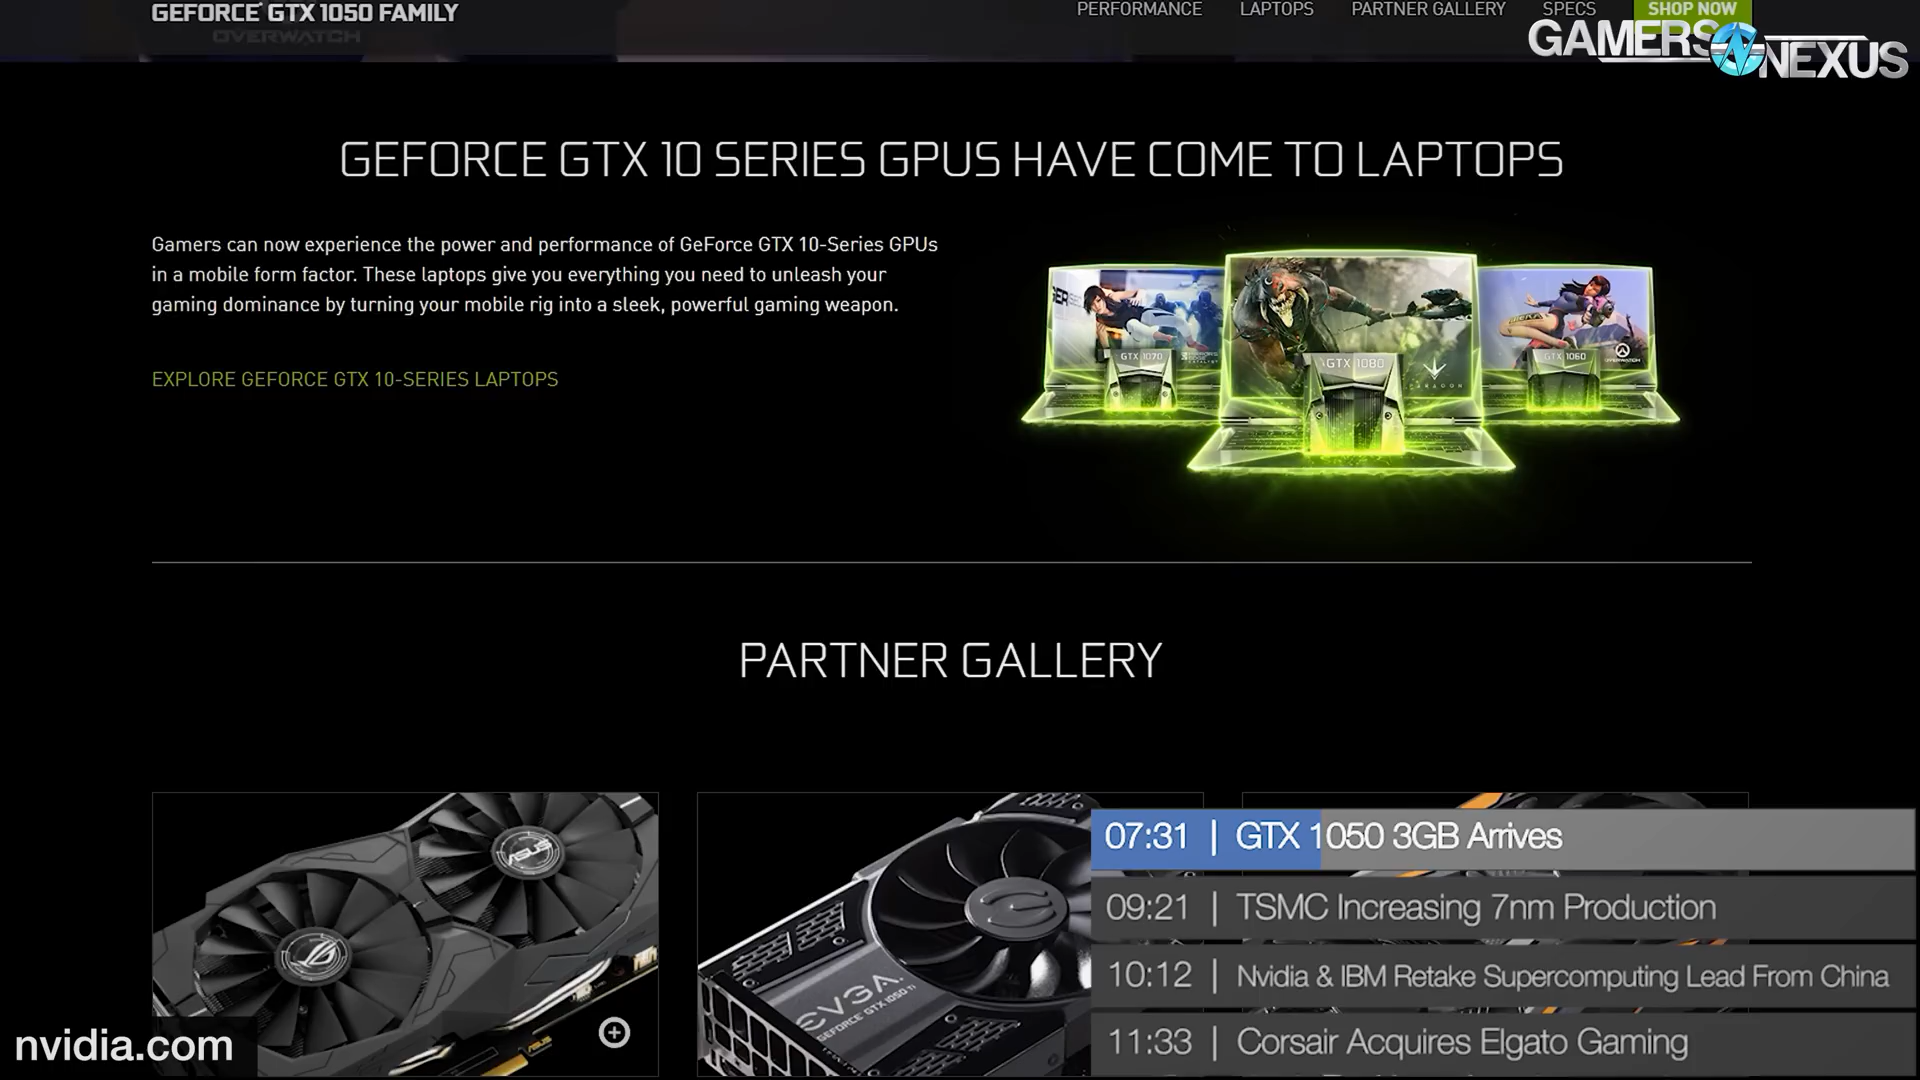 GEFORCE GTX 1050 FAMILY
OVERWATCH
PERFORMANCE LAPTOPS PARTNER GALLERY SPECS SHOP NOW
GAMERS NEXUS
GEFORCE GTX 10 SERIES GPUS HAVE COME TO LAPTOPS
Gamers can now experience the power and performance of GeForce GTX 10-Series GPUs
in a mobile form factor. These laptops give you everything you need to unleash your
gaming dominance by turning your mobile rig into a sleek, powerful gaming weapon.
EXPLORE GEFORCE GTX 10-SERIES LAPTOPS
GTX 1070
GTX 1080
GTX 1060
OVERWATCH
PARTNER GALLERY
ASUS
ASUS
EVGA
GEFORCE GTX 1050 Ti
07:31 | GTX 1050 3GB Arrives
09:21 | TSMC Increasing 7nm Production
10:12 | Nvidia & IBM Retake Supercomputing Lead From China
11:33 | Corsair Acquires Elgato Gaming
nvidia.com